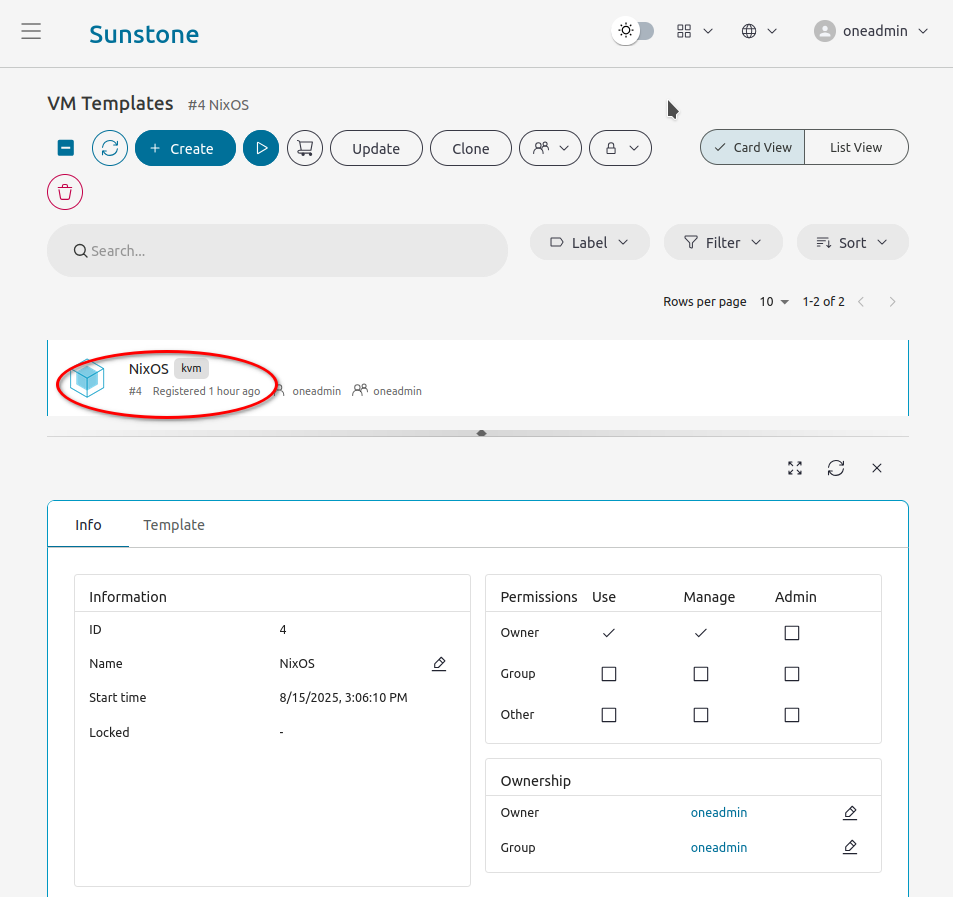 Sunstone
oneadmin
VM Templates #4 NixOS
Create
Update
Clone
Card View
List View
Search...
Label
Filter
Sort
Rows per page 10 1-2 of 2
NixOS kvm
#4 Registered 1 hour ago oneadmin oneadmin
Info Template
Information
ID 4
Name NixOS
Start time 8/15/2025, 3:06:10 PM
Locked -
Permissions Use Manage Admin
Owner
Group
Other
Ownership
Owner oneadmin
Group oneadmin